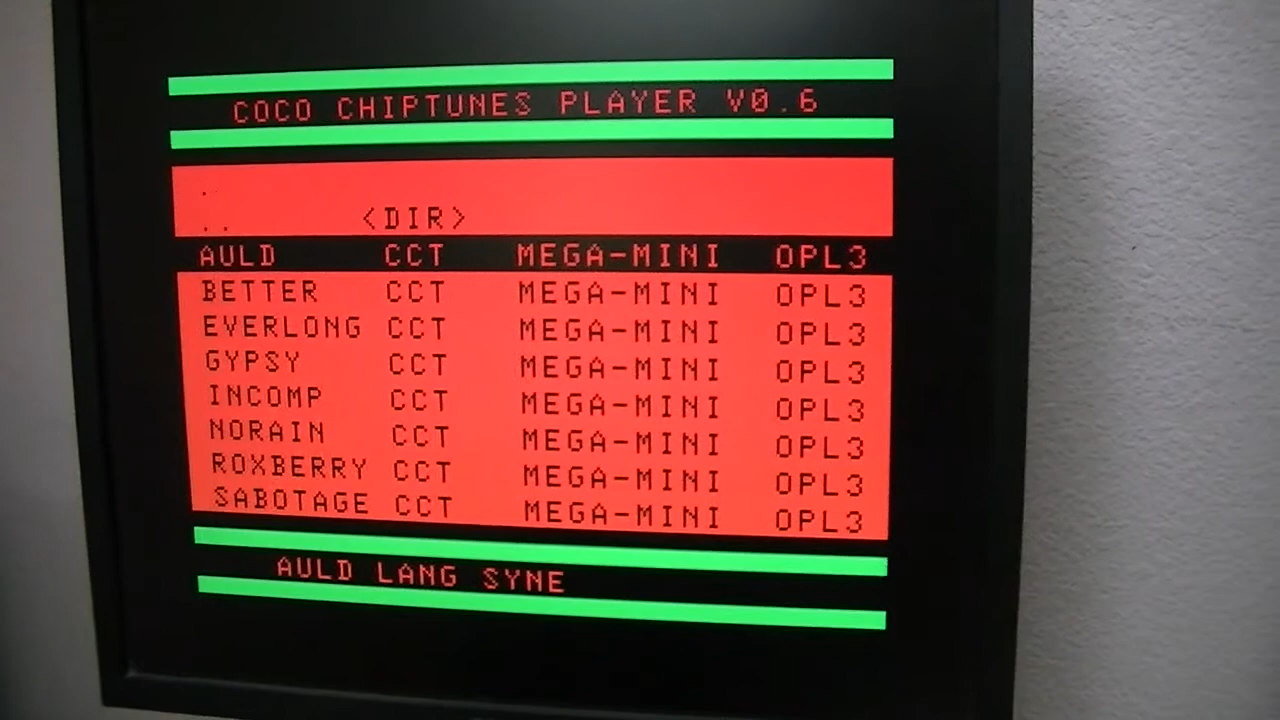 COCO CHIPTUNES PLAYER V0.6
.
.. <DIR>
AULD CCT MEGA-MINI OPL3
BETTER CCT MEGA-MINI OPL3
EVERLONG CCT MEGA-MINI OPL3
GYPSY CCT MEGA-MINI OPL3
INCOMP CCT MEGA-MINI OPL3
NORAIN CCT MEGA-MINI OPL3
ROXBERRY CCT MEGA-MINI OPL3
SABOTAGE CCT MEGA-MINI OPL3
AULD LANG SYNE